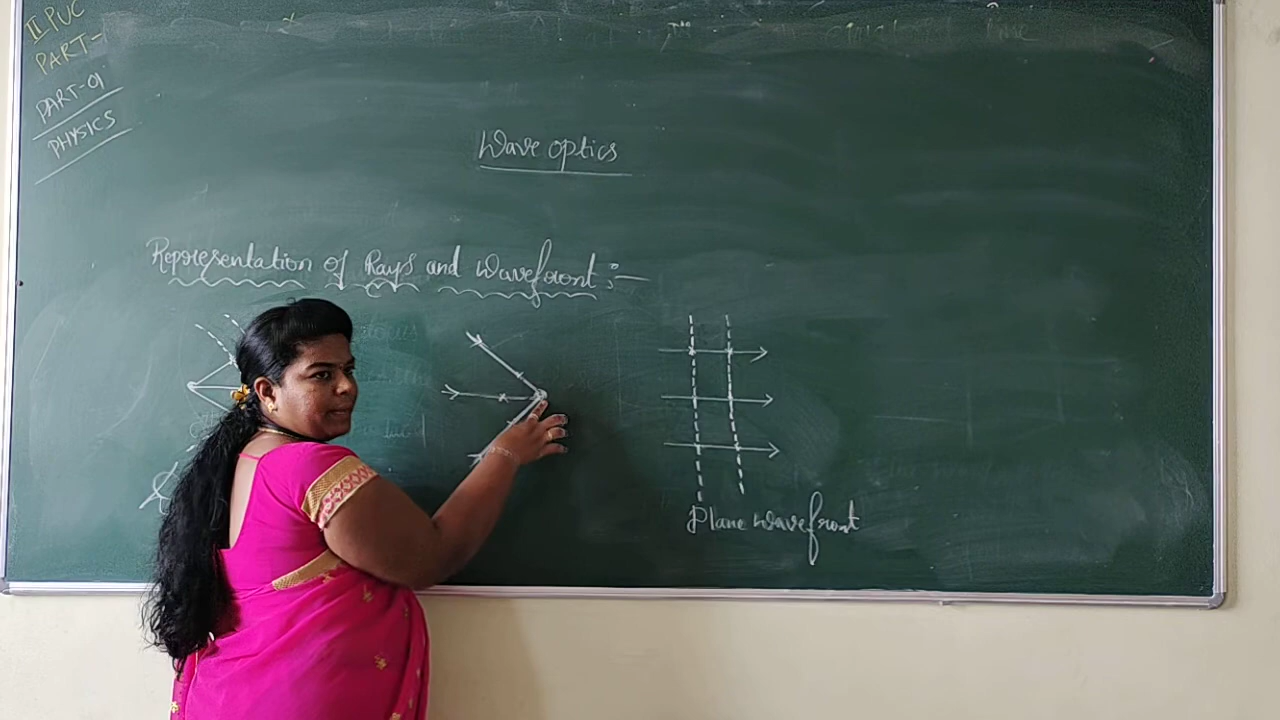 II PUC
PART-
PART-01
PHYSICS
Wave optics
Representation of Rays and Wavefront :-
Plane wavefront